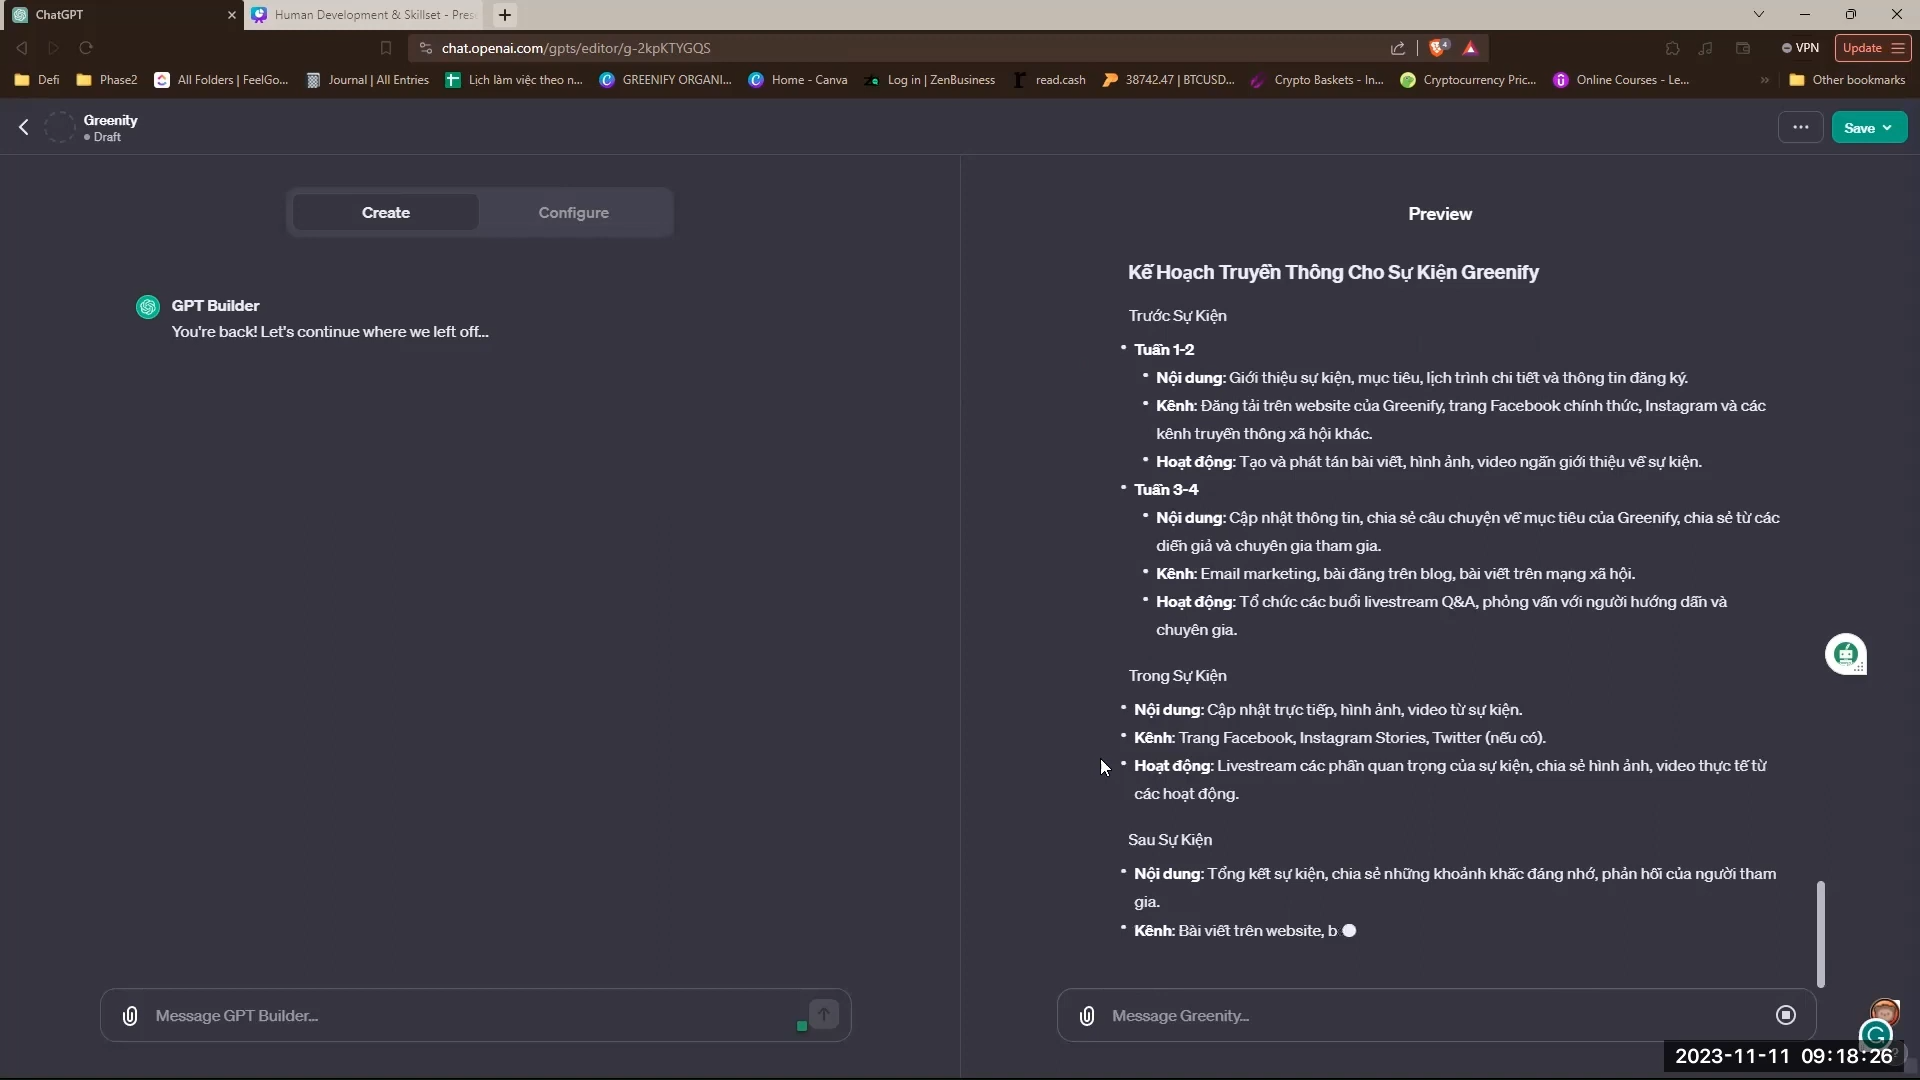 ChatGPT
Human Development & Skillset - Pres
chat.openai.com/gpts/editor/g-2kpKTYGQS
4
VPN
Update
Defi
Phase2
All Folders | FeelGo...
Journal | All Entries
Lịch làm việc theo n...
GREENIFY ORGANI...
Home - Canva
Log in | ZenBusiness
read.cash
38742.47 | BTCUSD...
Crypto Baskets - In...
Cryptocurrency Pric...
Online Courses - Le...
Other bookmarks
Greenity
Draft
Save
Create
Configure
GPT Builder
You're back! Let's continue where we left off...
Message GPT Builder...
Preview
Kế Hoạch Truyền Thông Cho Sự Kiện Greenify
Trước Sự Kiện
Tuần 1-2
Nội dung: Giới thiệu sự kiện, mục tiêu, lịch trình chi tiết và thông tin đăng ký.
Kênh: Đăng tải trên website của Greenify, trang Facebook chính thức, Instagram và các
kênh truyền thông xã hội khác.
Hoạt động: Tạo và phát tán bài viết, hình ảnh, video ngắn giới thiệu về sự kiện.
Tuần 3-4
Nội dung: Cập nhật thông tin, chia sẻ câu chuyện về mục tiêu của Greenify, chia sẻ từ các
diễn giả và chuyên gia tham gia.
Kênh: Email marketing, bài đăng trên blog, bài viết trên mạng xã hội.
Hoạt động: Tổ chức các buổi livestream Q&A, phỏng vấn với người hướng dẫn và
chuyên gia.
Trong Sự Kiện
Nội dung: Cập nhật trực tiếp, hình ảnh, video từ sự kiện.
Kênh: Trang Facebook, Instagram Stories, Twitter (nếu có).
Hoạt động: Livestream các phần quan trọng của sự kiện, chia sẻ hình ảnh, video thực tế từ
các hoạt động.
Sau Sự Kiện
Nội dung: Tổng kết sự kiện, chia sẻ những khoảnh khắc đáng nhớ, phản hồi của người tham
gia.
Kênh: Bài viết trên website, b
Message Greenity...
2023-11-11 09:18:26